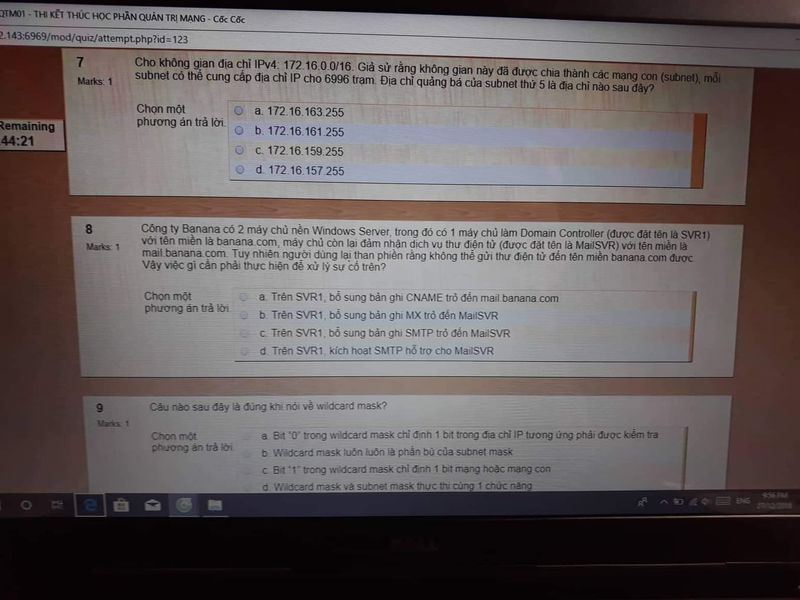 QTM01 - THI KẾT THÚC HỌC PHẦN QUẢN TRỊ MẠNG - Cốc Cốc
2.143:6969/mod/quiz/attempt.php?id=123
7
Marks: 1
Cho không gian địa chỉ IPv4: 172.16.0.0/16. Giả sử rằng không gian này đã được chia thành các mạng con (subnet), mỗi
subnet có thể cung cấp địa chỉ IP cho 6996 trạm. Địa chỉ quảng bá của subnet thứ 5 là địa chỉ nào sau đây?
Chọn một
phương án trả lời.
a. 172.16.163.255
b. 172.16.161.255
c. 172.16.159.255
d. 172.16.157.255
Remaining
44:21
8
Marks: 1
Công ty Banana có 2 máy chủ nền Windows Server, trong đó có 1 máy chủ làm Domain Controller (được đặt tên là SVR1)
với tên miền là banana.com, máy chủ còn lại đảm nhận dịch vụ thư điện tử (được đặt tên là MailSVR) với tên miền là
mail.banana.com. Tuy nhiên người dùng lại than phiền rằng không thể gửi thư điện tử đến tên miền banana.com được.
Vậy việc gì cần phải thực hiện để xử lý sự cố trên?
Chọn một
phương án trả lời.
a. Trên SVR1, bổ sung bản ghi CNAME trỏ đến mail.banana.com
b. Trên SVR1, bổ sung bản ghi MX trỏ đến MailSVR
c. Trên SVR1, bổ sung bản ghi SMTP trỏ đến MailSVR
d. Trên SVR1, kích hoạt SMTP hỗ trợ cho MailSVR
9
Marks: 1
Câu nào sau đây là đúng khi nói về wildcard mask?
Chọn một
phương án trả lời.
a. Bit "0" trong wildcard mask chỉ định 1 bit trong địa chỉ IP tương ứng phải được kiểm tra
b. Wildcard mask luôn luôn là phần bù của subnet mask
c. Bit "1" trong wildcard mask chỉ định 1 bit mạng hoặc mạng con
d. Wildcard mask và subnet mask thực thi cùng 1 chức năng
ENG
9:56 PM
27/12/2018
DELL